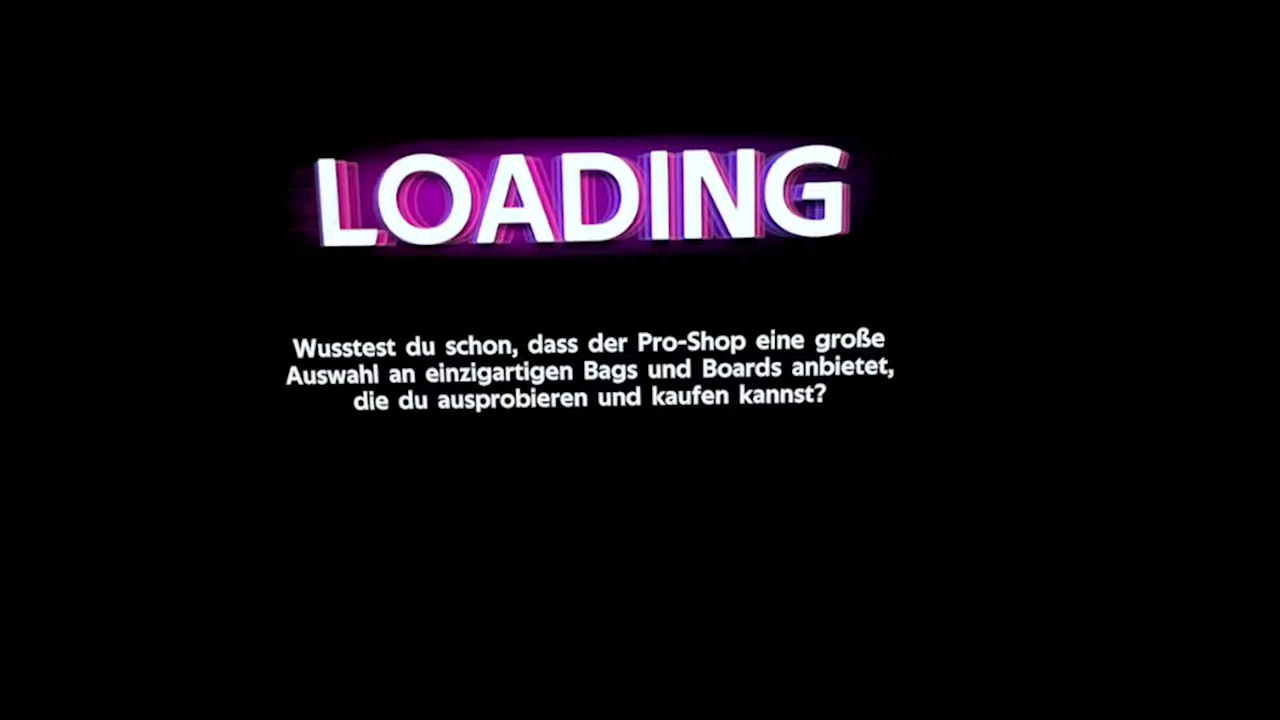 LOADING
Wusstest du schon, dass der Pro-Shop eine große
Auswahl an einzigartigen Bags und Boards anbietet,
die du ausprobieren und kaufen kannst?